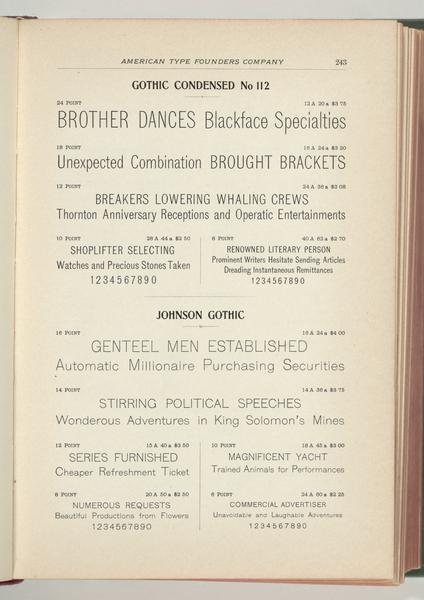 AMERICAN TYPE FOUNDERS COMPANY 243
GOTHIC CONDENSED No 112
24 POINT 12 A 20 a $3 75
BROTHER DANCES Blackface Specialties
18 POINT 16 A 24 a $3 20
Unexpected Combination BROUGHT BRACKETS
12 POINT 24 A 36 a $3 08
BREAKERS LOWERING WHALING CREWS
Thornton Anniversary Receptions and Operatic Entertainments
10 POINT 28 A 44 a $2 50
SHOPLIFTER SELECTING
Watches and Precious Stones Taken
1234567890
8 POINT 40 A 63 a $2 70
RENOWNED LITERARY PERSON
Prominent Writers Hesitate Sending Articles
Dreading Instantaneous Remittances
1234567890
JOHNSON GOTHIC
16 POINT 16 A 24 a $4 00
GENTEEL MEN ESTABLISHED
Automatic Millionaire Purchasing Securities
14 POINT 14 A 36 a $3 75
STIRRING POLITICAL SPEECHES
Wonderous Adventures in King Solomon's Mines
12 POINT 15 A 40 a $3 50
SERIES FURNISHED
Cheaper Refreshment Ticket
10 POINT 18 A 45 a $3 00
MAGNIFICENT YACHT
Trained Animals for Performances
8 POINT 20 A 50 a $2 50
NUMEROUS REQUESTS
Beautiful Productions from Flowers
1234567890
6 POINT 24 A 60 a $2 25
COMMERCIAL ADVERTISER
Unavoidable and Laughable Adventures
1234567890